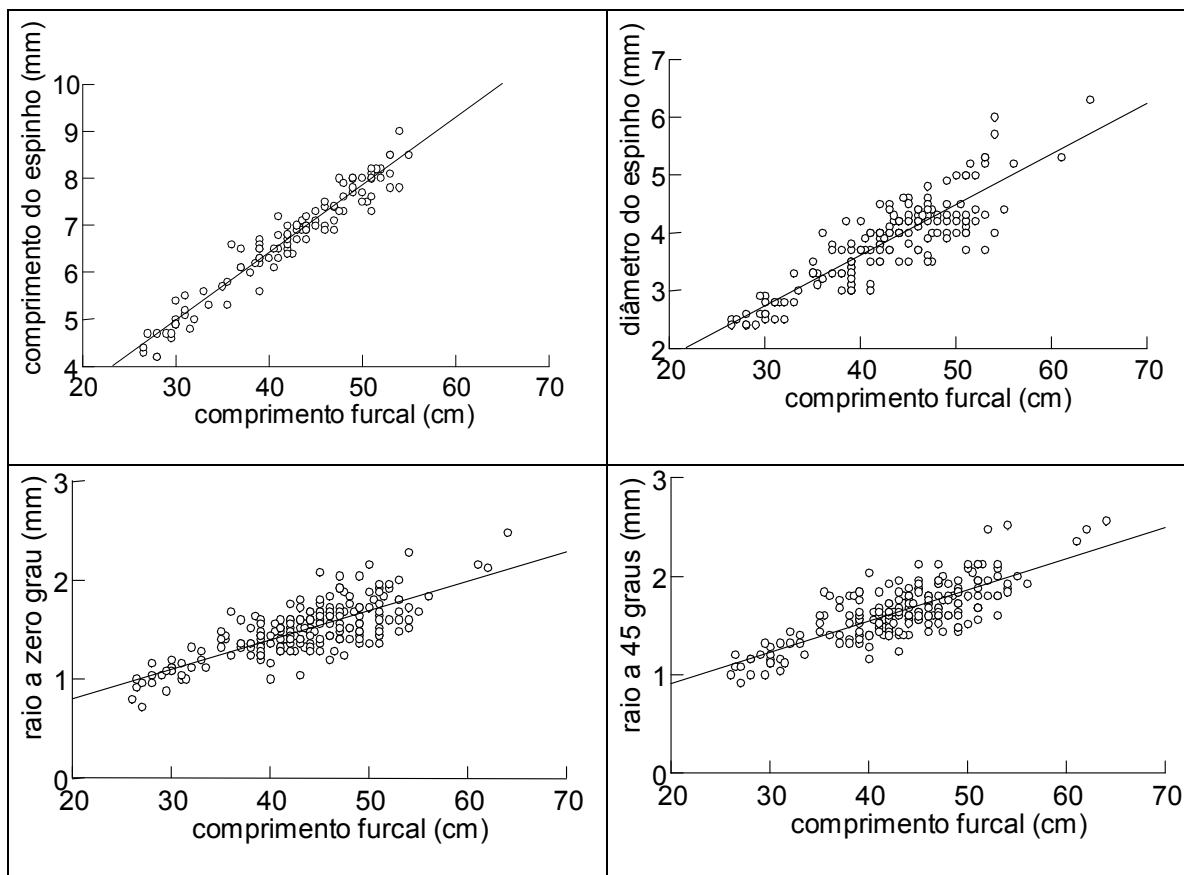 comprimento do espinho (mm)
10
9
8
7
6
5
4
20 30 40 50 60 70
comprimento furcal (cm)
diâmetro do espinho (mm)
7
6
5
4
3
2
20 30 40 50 60 70
comprimento furcal (cm)
raio a zero grau (mm)
3
2
1
0
20 30 40 50 60 70
comprimento furcal (cm)
raio a 45 graus (mm)
3
2
1
0
20 30 40 50 60 70
comprimento furcal (cm)